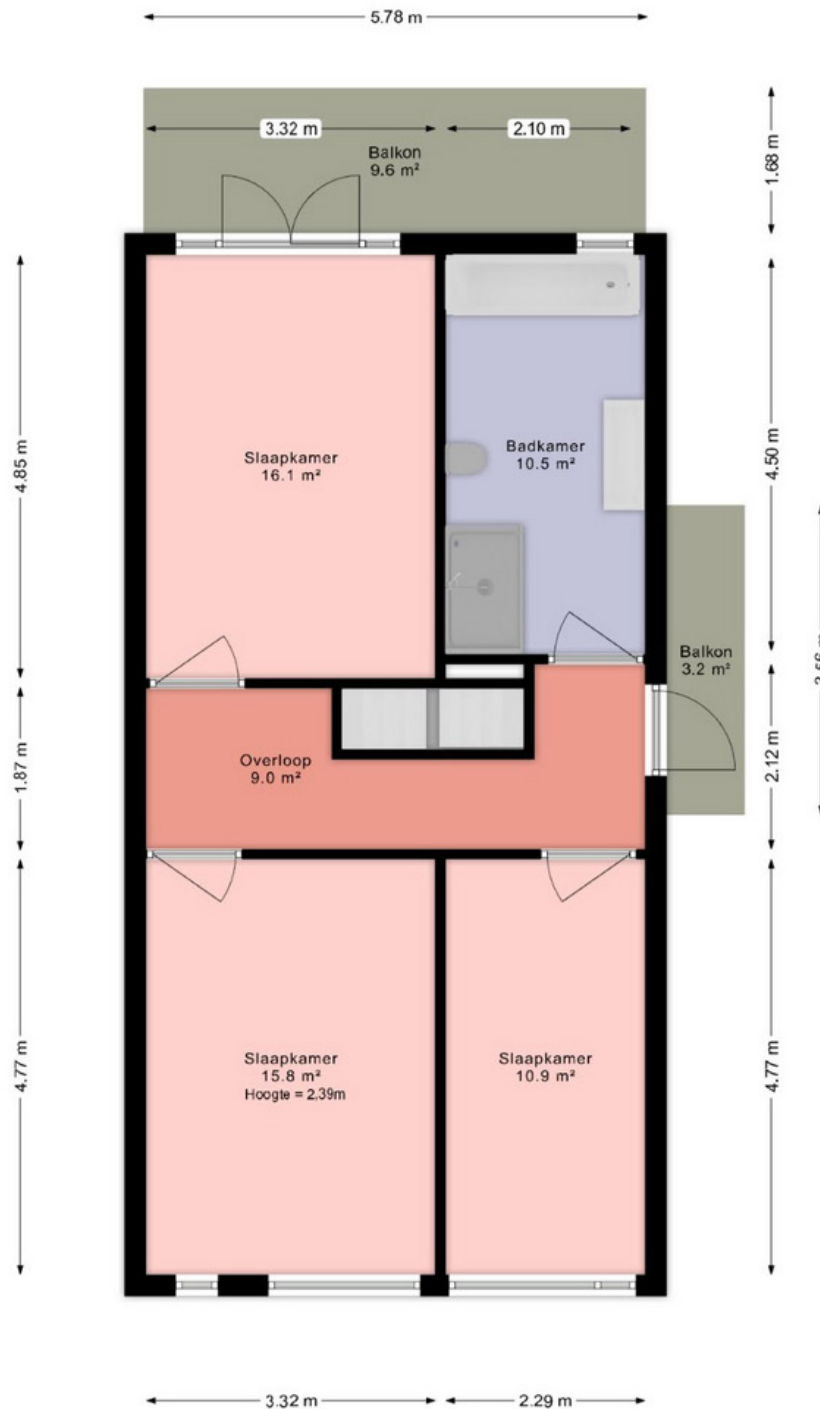 5.78 m
3.32 m
2.10 m
Balkon
9.6 m²
1.68 m
4.85 m
Slaapkamer
16.1 m²
Badkamer
10.5 m²
4.50 m
Balkon
3.2 m²
1.87 m
Overloop
9.0 m²
2.12 m
4.77 m
Slaapkamer
15.8 m²
Hoogte = 2.39m
Slaapkamer
10.9 m²
4.77 m
3.32 m
2.29 m